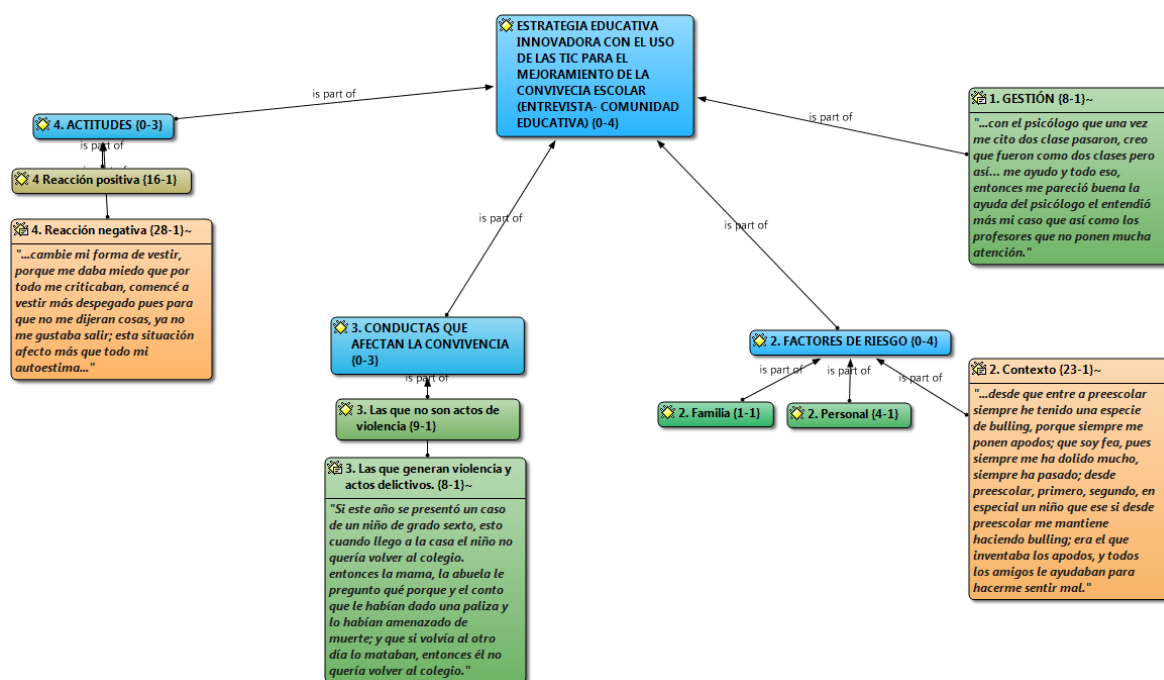 ESTRATEGIA EDUCATIVA
INNOVADORA CON EL USO
DE LAS TIC PARA EL
MEJORAMIENTO DE LA
CONVIVECIA ESCOLAR
(ENTREVISTA- COMUNIDAD
EDUCATIVA) {0-4}
is part of
is part of
is part of
is part of
4. ACTITUDES {0-3}
is part of
4 Reacción positiva {16-1}
4. Reacción negativa {28-1}~
"...cambie mi forma de vestir,
porque me daba miedo que por
todo me criticaban, comencé a
vestir más despegado pues para
que no me dijeran cosas, ya no
me gustaba salir; esta situación
afecto más que todo mi
autoestima..."
3. CONDUCTAS QUE
AFECTAN LA CONVIVENCIA
{0-3}
is part of
3. Las que no son actos de
violencia {9-1}
3. Las que generan violencia y
actos delictivos. {8-1}~
"Si este año se presentó un caso
de un niño de grado sexto, esto
cuando llego a la casa el niño no
quería volver al colegio.
entonces la mama, la abuela le
pregunto qué porque y el conto
que le habían dado una paliza y
lo habían amenazado de
muerte; y que si volvía al otro
día lo mataban, entonces él no
quería volver al colegio."
2. FACTORES DE RIESGO {0-4}
is part of
is part of
is part of
2. Familia {1-1}
2. Personal {4-1}
2. Contexto {23-1}~
"...desde que entre a preescolar
siempre he tenido una especie
de bulling, porque siempre me
ponen apodos; que soy fea, pues
siempre me ha dolido mucho,
siempre ha pasado; desde
preescolar, primero, segundo, en
especial un niño que ese si desde
preescolar me mantiene
haciendo bulling; era el que
inventaba los apodos, y todos
los amigos le ayudaban para
hacerme sentir mal."
1. GESTIÓN {8-1}~
"...con el psicólogo que una vez
me cito dos clase pasaron, creo
que fueron como dos clases pero
así... me ayudo y todo eso,
entonces me pareció buena la
ayuda del psicólogo el entendió
más mi caso que así como los
profesores que no ponen mucha
atención."